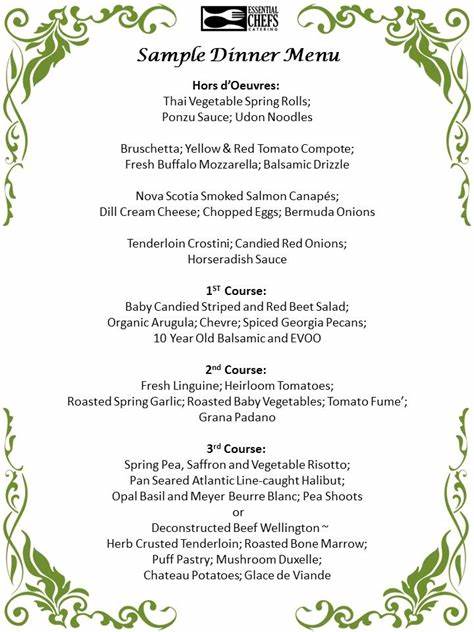 ESSENTIAL
CHEFS
CATERING
Sample Dinner Menu
Hors d'Oeuvres:
Thai Vegetable Spring Rolls;
Ponzu Sauce; Udon Noodles
Bruschetta; Yellow & Red Tomato Compote;
Fresh Buffalo Mozzarella; Balsamic Drizzle
Nova Scotia Smoked Salmon Canapés;
Dill Cream Cheese; Chopped Eggs; Bermuda Onions
Tenderloin Crostini; Candied Red Onions;
Horseradish Sauce
1ST Course:
Baby Candied Striped and Red Beet Salad;
Organic Arugula; Chevre; Spiced Georgia Pecans;
10 Year Old Balsamic and EVOO
2nd Course:
Fresh Linguine; Heirloom Tomatoes;
Roasted Spring Garlic; Roasted Baby Vegetables; Tomato Fume';
Grana Padano
3rd Course:
Spring Pea, Saffron and Vegetable Risotto;
Pan Seared Atlantic Line-caught Halibut;
Opal Basil and Meyer Beurre Blanc; Pea Shoots
or
Deconstructed Beef Wellington ~
Herb Crusted Tenderloin; Roasted Bone Marrow;
Puff Pastry; Mushroom Duxelle;
Chateau Potatoes; Glace de Viande